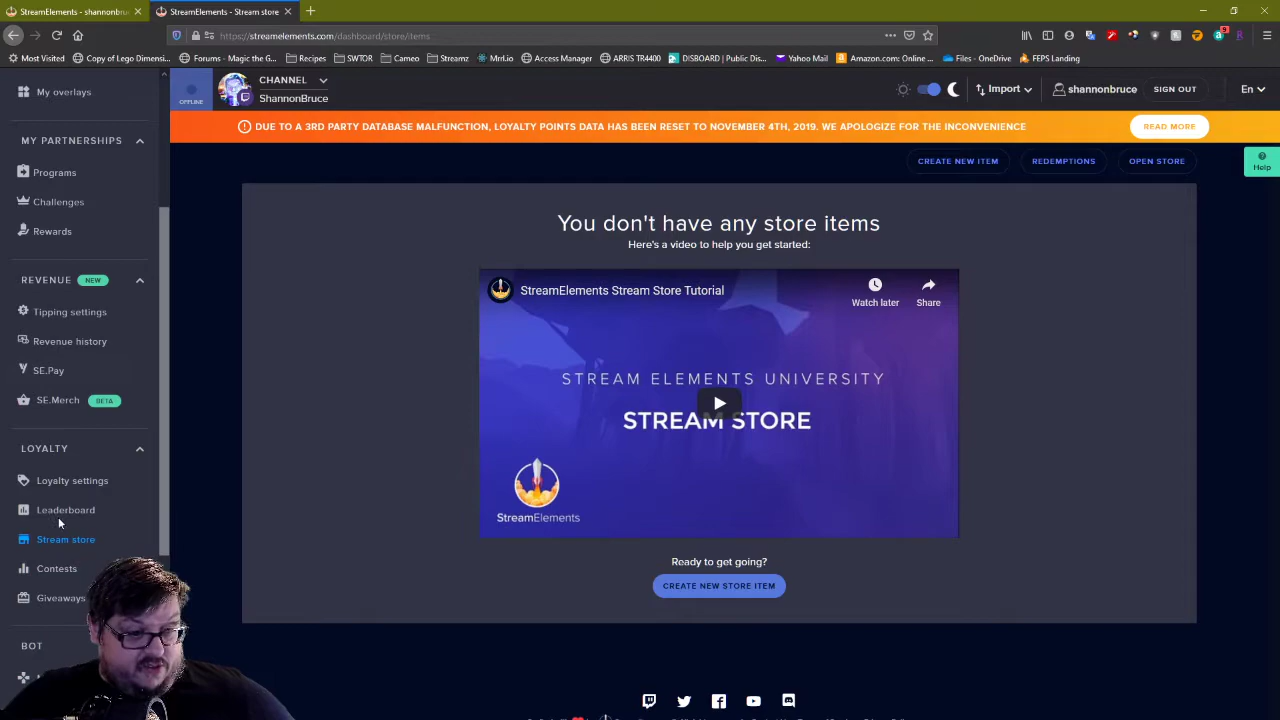 StreamElements - shannonbru
StreamElements - Stream store
https://streamelements.com/dashboard/store/items
Most Visited
Copy of Lego Dimensi...
Forums - Magic the G...
Recipes
SWTOR
Cameo
Streamz
Mrl.io
Access Manager
ARRIS TR4400
DISBOARD | Public Dis...
Yahoo Mail
Amazon.com: Online ...
Files - OneDrive
FEPS Landing
My overlays
MY PARTNERSHIPS
Programs
Challenges
Rewards
REVENUE NEW
Tipping settings
Revenue history
SE.Pay
SE.Merch BETA
LOYALTY
Loyalty settings
Leaderboard
Stream store
Contests
Giveaways
BOT
OFFLINE
CHANNEL
ShannonBruce
Import
shannonbruce
SIGN OUT
En
DUE TO A 3RD PARTY DATABASE MALFUNCTION, LOYALTY POINTS DATA HAS BEEN RESET TO NOVEMBER 4TH, 2019. WE APOLOGIZE FOR THE INCONVENIENCE
READ MORE
CREATE NEW ITEM
REDEMPTIONS
OPEN STORE
Help
You don't have any store items
Here's a video to help you get started:
StreamElements Stream Store Tutorial
Watch later
Share
STREAM ELEMENTS UNIVERSITY
STREAM STORE
StreamElements
Ready to get going?
CREATE NEW STORE ITEM